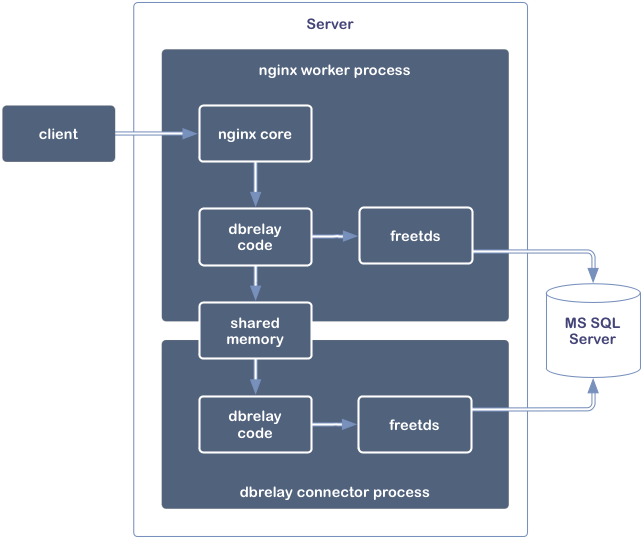 Server
nginx worker process
client
nginx core
dbrelay
code
freetds
shared
memory
MS SQL
Server
dbrelay
code
freetds
dbrelay connector process